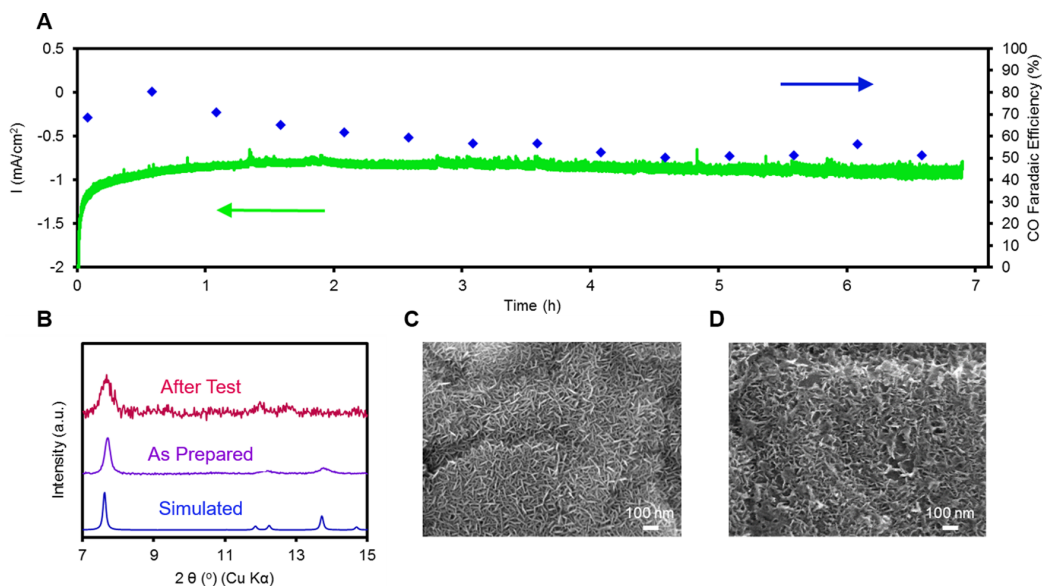 A
0.5
0
-0.5
-1
-1.5
-2
I (mA/cm²)
100
90
80
70
60
50
40
30
20
10
0
CO Faradaic Efficiency (%)
0 1 2 3 4 5 6 7
Time (h)
B
After Test
As Prepared
Simulated
Intensity (a.u.)
7 9 11 13 15
2 θ (°) (Cu Kα)
C
100 nm
D
100 nm